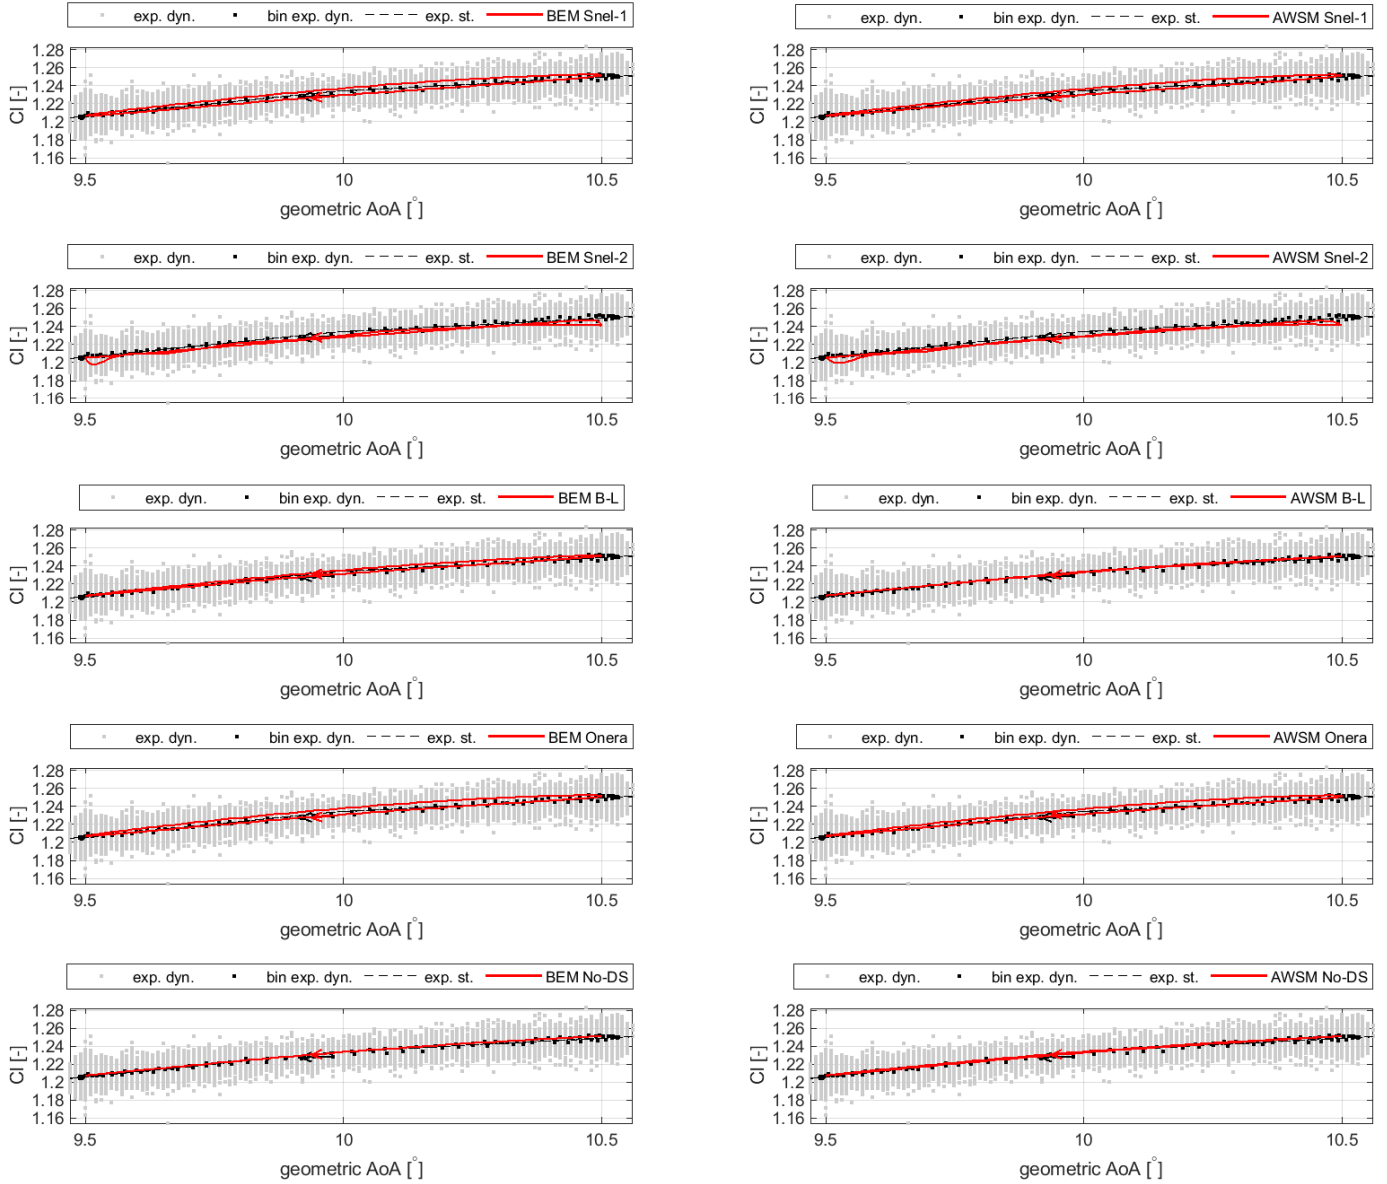 exp. dyn. bin exp. dyn. exp. st. BEM Snel-1
1.28
1.26
1.24
1.22
1.2
1.18
1.16
Cl [-]
9.5 10 10.5
geometric AoA [°]
exp. dyn. bin exp. dyn. exp. st. AWSM Snel-1
1.28
1.26
1.24
1.22
1.2
1.18
1.16
Cl [-]
9.5 10 10.5
geometric AoA [°]
exp. dyn. bin exp. dyn. exp. st. BEM Snel-2
1.28
1.26
1.24
1.22
1.2
1.18
1.16
Cl [-]
9.5 10 10.5
geometric AoA [°]
exp. dyn. bin exp. dyn. exp. st. AWSM Snel-2
1.28
1.26
1.24
1.22
1.2
1.18
1.16
Cl [-]
9.5 10 10.5
geometric AoA [°]
exp. dyn. bin exp. dyn. exp. st. BEM B-L
1.28
1.26
1.24
1.22
1.2
1.18
1.16
Cl [-]
9.5 10 10.5
geometric AoA [°]
exp. dyn. bin exp. dyn. exp. st. AWSM B-L
1.28
1.26
1.24
1.22
1.2
1.18
1.16
Cl [-]
9.5 10 10.5
geometric AoA [°]
exp. dyn. bin exp. dyn. exp. st. BEM Onera
1.28
1.26
1.24
1.22
1.2
1.18
1.16
Cl [-]
9.5 10 10.5
geometric AoA [°]
exp. dyn. bin exp. dyn. exp. st. AWSM Onera
1.28
1.26
1.24
1.22
1.2
1.18
1.16
Cl [-]
9.5 10 10.5
geometric AoA [°]
exp. dyn. bin exp. dyn. exp. st. BEM No-DS
1.28
1.26
1.24
1.22
1.2
1.18
1.16
Cl [-]
9.5 10 10.5
geometric AoA [°]
exp. dyn. bin exp. dyn. exp. st. AWSM No-DS
1.28
1.26
1.24
1.22
1.2
1.18
1.16
Cl [-]
9.5 10 10.5
geometric AoA [°]